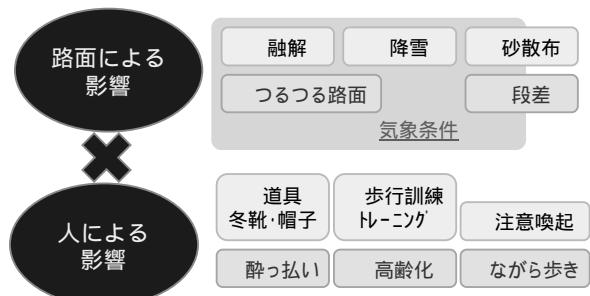 路面による
影響
融解
降雪
砂散布
つるつる路面
段差
気象条件
人による
影響
道具
冬靴･帽子
歩行訓練
ﾄﾚｰﾆﾝｸﾞ
注意喚起
酔っ払い
高齢化
ながら歩き